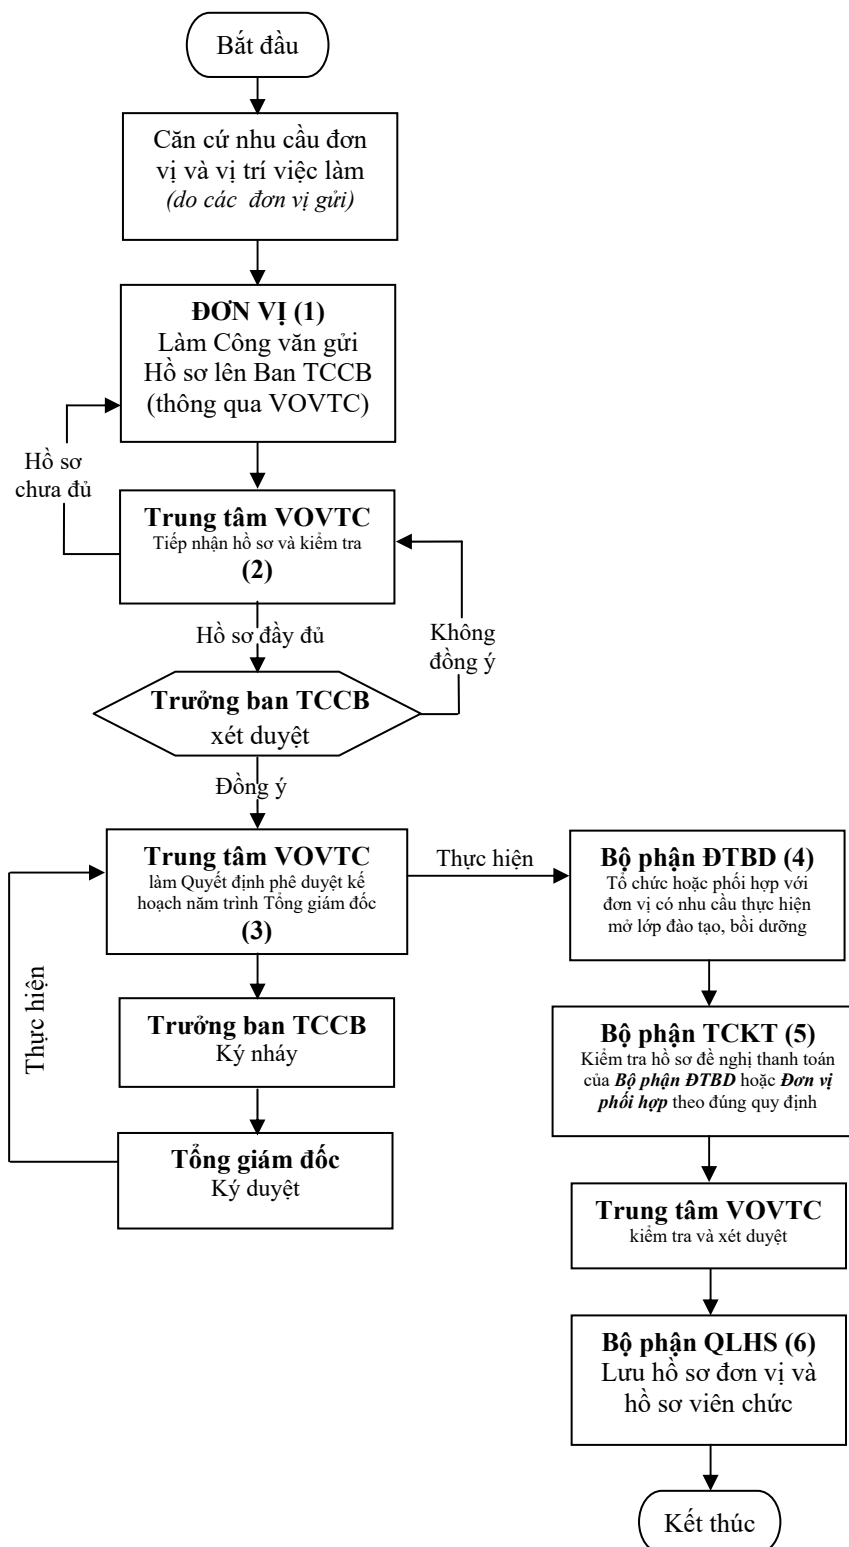 Bắt đầu
Căn cứ nhu cầu đơn
vị và vị trí việc làm
(do các đơn vị gửi)
ĐƠN VỊ (1)
Làm Công văn gửi
Hồ sơ lên Ban TCCB
(thông qua VOVTC)
Hồ sơ
chưa đủ
Trung tâm VOVTC
Tiếp nhận hồ sơ và kiểm tra
(2)
Hồ sơ đầy đủ
Không
đồng ý
Trưởng ban TCCB
xét duyệt
Đồng ý
Trung tâm VOVTC
làm Quyết định phê duyệt kế
hoạch năm trình Tổng giám đốc
(3)
Thực hiện
Trưởng ban TCCB
Ký nháy
Tổng giám đốc
Ký duyệt
Thực hiện
Bộ phận ĐTBD (4)
Tổ chức hoặc phối hợp với
đơn vị có nhu cầu thực hiện
mở lớp đào tạo, bồi dưỡng
Bộ phận TCKT (5)
Kiểm tra hồ sơ đề nghị thanh toán
của Bộ phận ĐTBD hoặc Đơn vị
phối hợp theo đúng quy định
Trung tâm VOVTC
kiểm tra và xét duyệt
Bộ phận QLHS (6)
Lưu hồ sơ đơn vị và
hồ sơ viên chức
Kết thúc